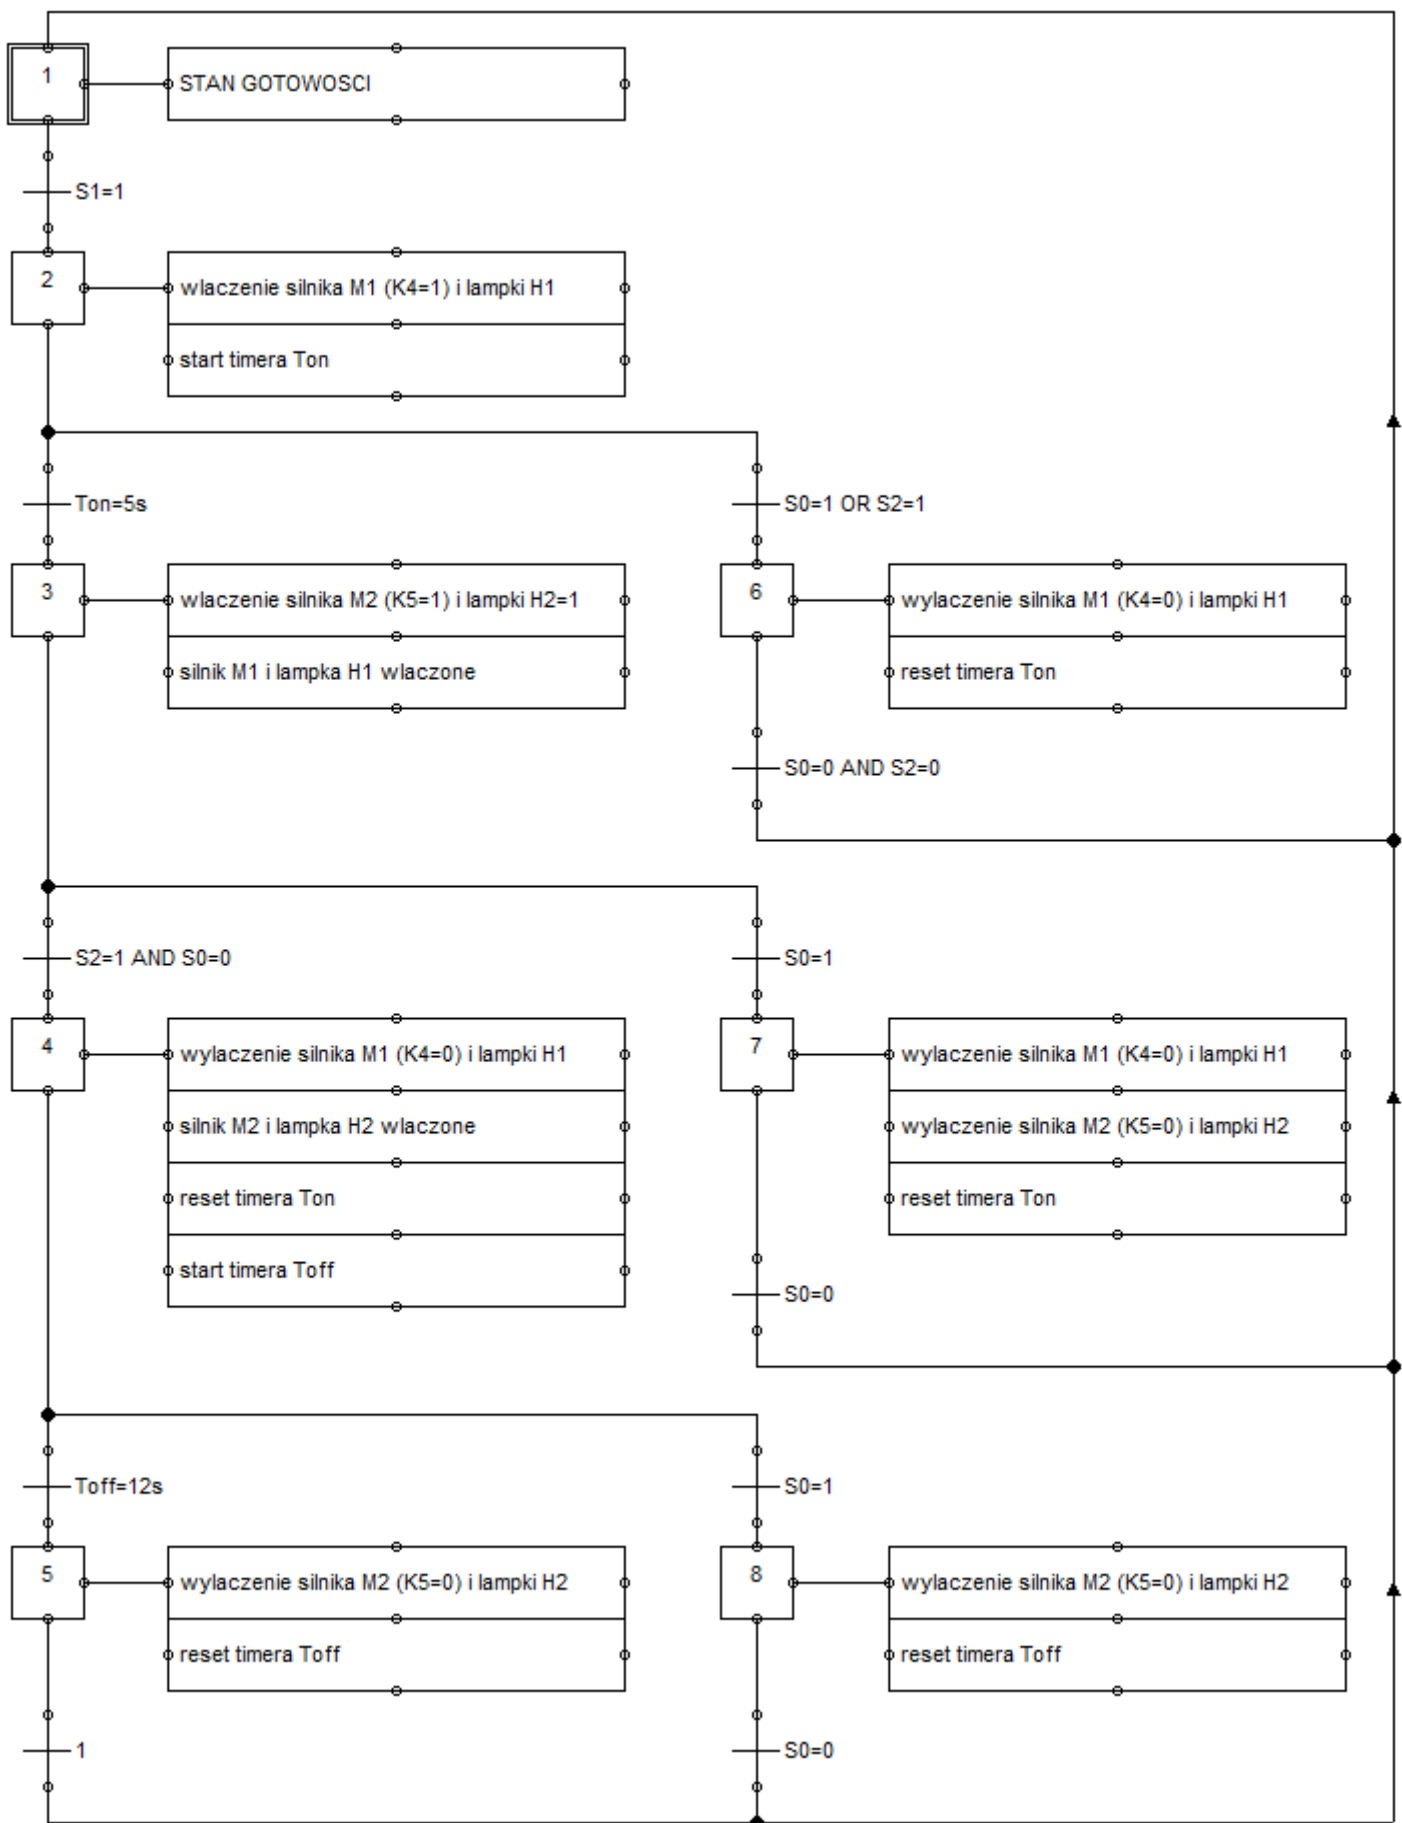 1
STAN GOTOWOSCI
S1=1
2
wlaczenie silnika M1 (K4=1) i lampki H1
start timera Ton
Ton=5s
S0=1 OR S2=1
3
wlaczenie silnika M2 (K5=1) i lampki H2=1
silnik M1 i lampka H1 wlaczone
6
wylaczenie silnika M1 (K4=0) i lampki H1
reset timera Ton
S0=0 AND S2=0
S2=1 AND S0=0
S0=1
4
wylaczenie silnika M1 (K4=0) i lampki H1
silnik M2 i lampka H2 wlaczone
reset timera Ton
start timera Toff
7
wylaczenie silnika M1 (K4=0) i lampki H1
wylaczenie silnika M2 (K5=0) i lampki H2
reset timera Ton
S0=0
Toff=12s
S0=1
5
wylaczenie silnika M2 (K5=0) i lampki H2
reset timera Toff
8
wylaczenie silnika M2 (K5=0) i lampki H2
reset timera Toff
1
S0=0